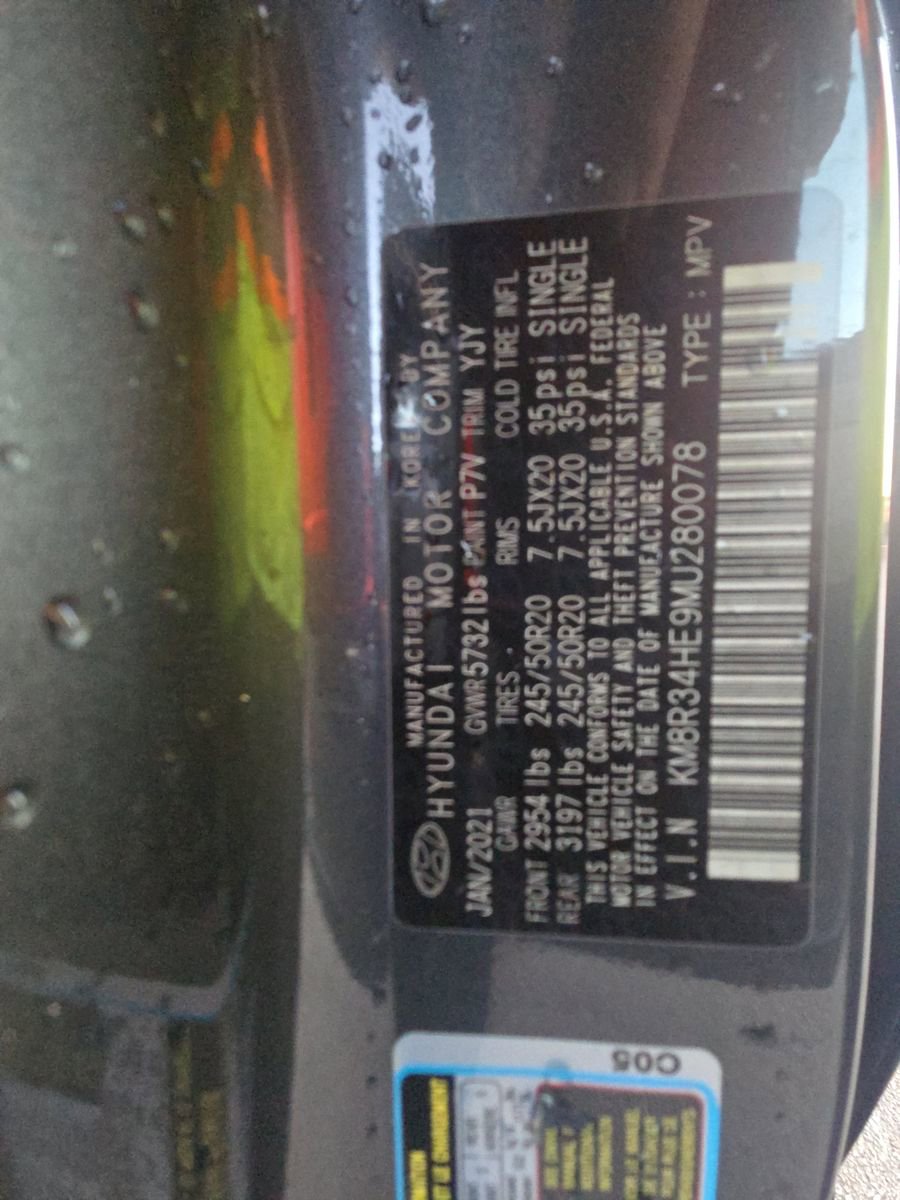 MANUFACTURED IN KOREA BY
HYUNDAI MOTOR COMPANY
JAN/2021 GVWR 5732 lbs PAINT P7V TRIM YJY
GAWR TIRES RIMS COLD TIRE INFL
FRONT 2954 lbs 245/50R20 7.5JX20 35psi SINGLE
REAR 3197 lbs 245/50R20 7.5JX20 35psi SINGLE
THIS VEHICLE CONFORMS TO ALL APPLICABLE U.S.A. FEDERAL
MOTOR VEHICLE SAFETY AND THEFT PREVENTION STANDARDS
IN EFFECT ON THE DATE OF MANUFACTURE SHOWN ABOVE
V.I.N KM8R34HE9MU280078 TYPE : MPV
C05